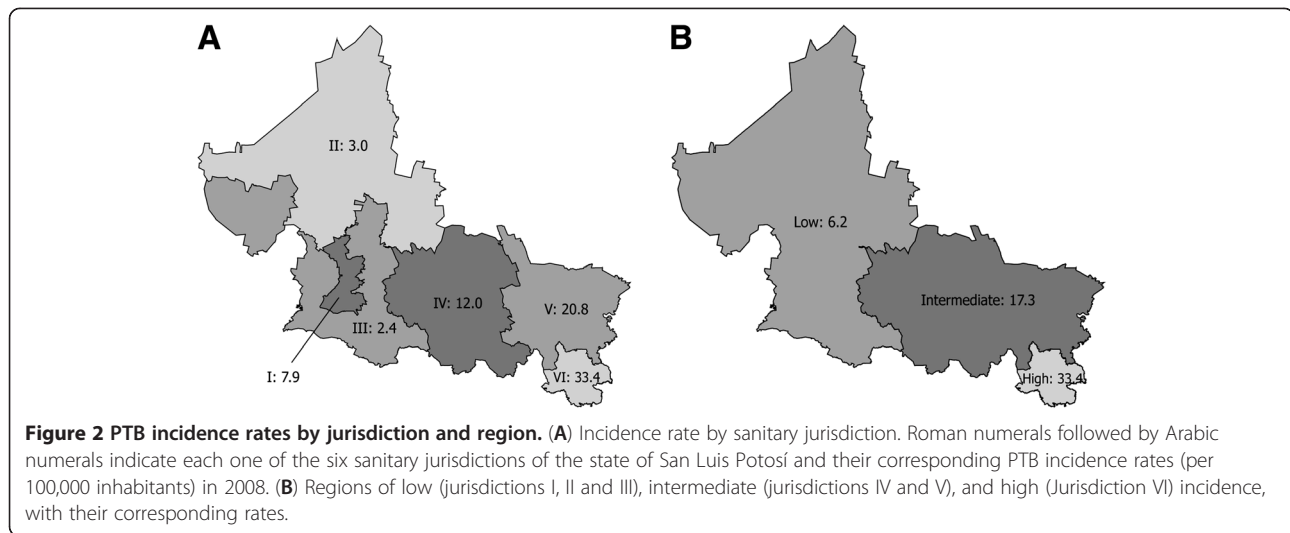 A
B
II: 3.0
Low: 6.2
IV: 12.0
V: 20.8
Intermediate: 17.3
III: 2.4
I: 7.9
VI: 33.4
High: 33.4
Figure 2 PTB incidence rates by jurisdiction and region. (A) Incidence rate by sanitary jurisdiction. Roman numerals followed by Arabic
numerals indicate each one of the six sanitary jurisdictions of the state of San Luis Potosí and their corresponding PTB incidence rates (per
100,000 inhabitants) in 2008. (B) Regions of low (jurisdictions I, II and III), intermediate (jurisdictions IV and V), and high (Jurisdiction VI) incidence,
with their corresponding rates.